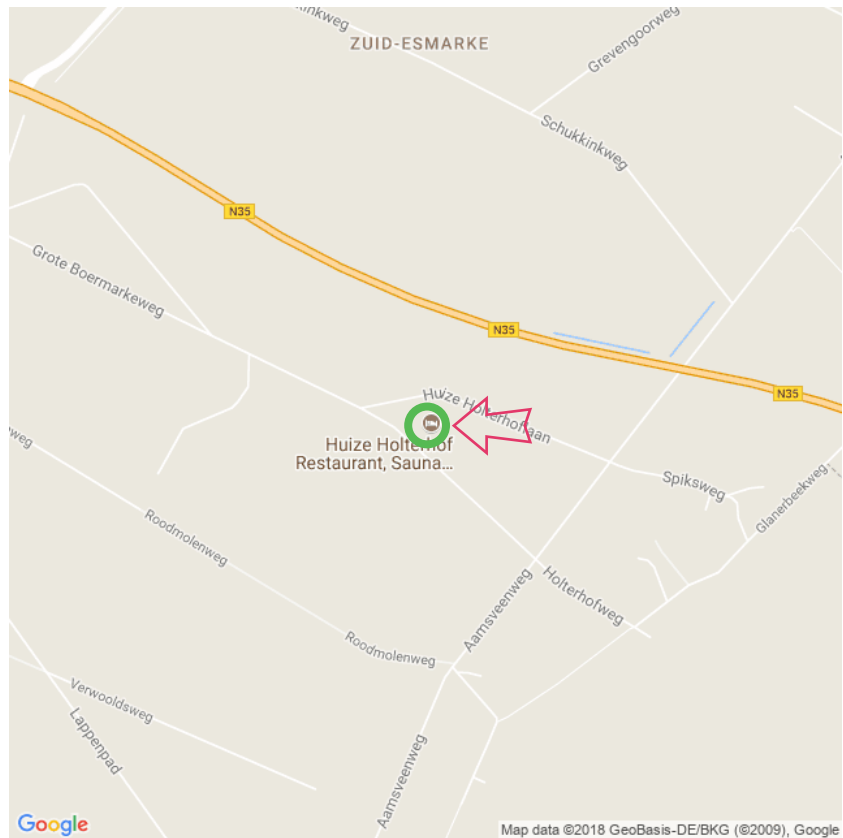 kinkweg
ZUID-ESMARKE
Grevengoorweg
Schukkinkweg
N35
Grote Boermarkeweg
N35
N35
Huize Holterhoflaan
Huize Holterhof
Restaurant, Sauna...
Spiksweg
Glanerbeekweg
weg
Roodmolenweg
Holterhofweg
Aamsveenweg
Roodmolenweg
Verwooldsweg
Lappenpad
Aamsveenweg
Google
Map data ©2018 GeoBasis-DE/BKG (©2009), Google